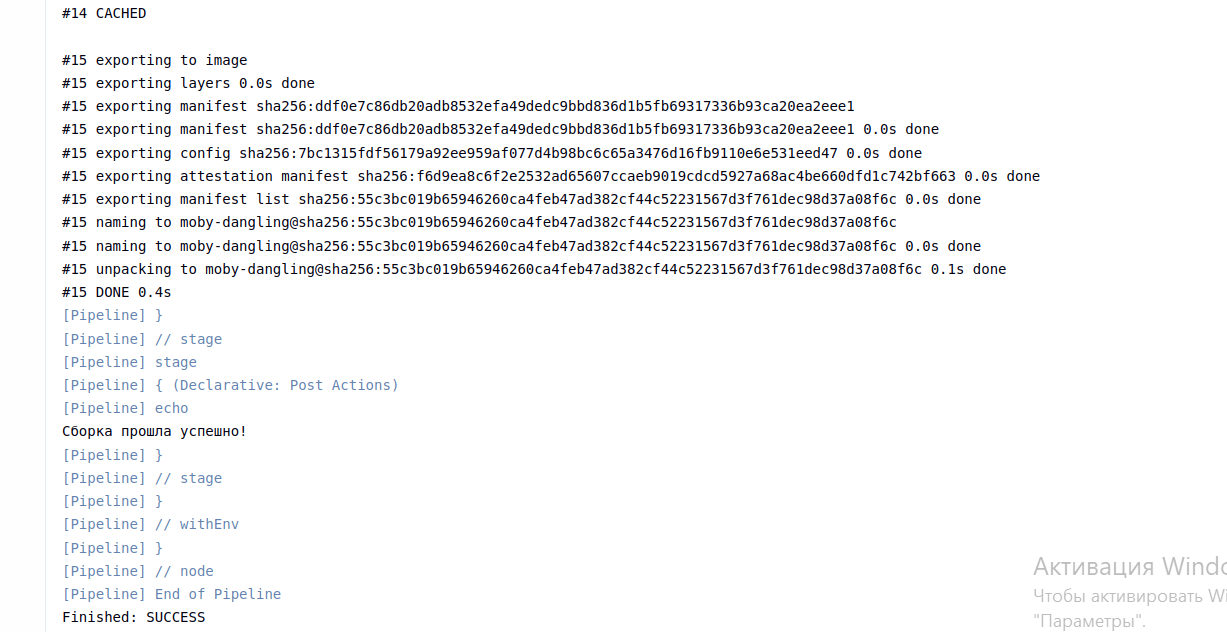 #14 CACHED
#15 exporting to image
#15 exporting layers 0.0s done
#15 exporting manifest sha256:ddf0e7c86db20adb8532efa49dedc9bbd836d1b5fb69317336b93ca20ea2eee1
#15 exporting manifest sha256:ddf0e7c86db20adb8532efa49dedc9bbd836d1b5fb69317336b93ca20ea2eee1 0.0s done
#15 exporting config sha256:7bc1315fdf56179a92ee959af077d4b98bc6c65a3476d16fb9110e6e531eed47 0.0s done
#15 exporting attestation manifest sha256:f6d9ea8c6f2e2532ad65607ccaeb9019cdcd5927a68ac4be660dfd1c742bf663 0.0s done
#15 exporting manifest list sha256:55c3bc019b65946260ca4feb47ad382cf44c52231567d3f761dec98d37a08f6c 0.0s done
#15 naming to moby-dangling@sha256:55c3bc019b65946260ca4feb47ad382cf44c52231567d3f761dec98d37a08f6c
#15 naming to moby-dangling@sha256:55c3bc019b65946260ca4feb47ad382cf44c52231567d3f761dec98d37a08f6c 0.0s done
#15 unpacking to moby-dangling@sha256:55c3bc019b65946260ca4feb47ad382cf44c52231567d3f761dec98d37a08f6c 0.1s done
#15 DONE 0.4s
[Pipeline] }
[Pipeline] // stage
[Pipeline] stage
[Pipeline] { (Declarative: Post Actions)
[Pipeline] echo
Сборка прошла успешно!
[Pipeline] }
[Pipeline] // stage
[Pipeline] }
[Pipeline] // withEnv
[Pipeline] }
[Pipeline] // node
[Pipeline] End of Pipeline
Finished: SUCCESS
Активация Windo
Чтобы активировать Wi
"Параметры".